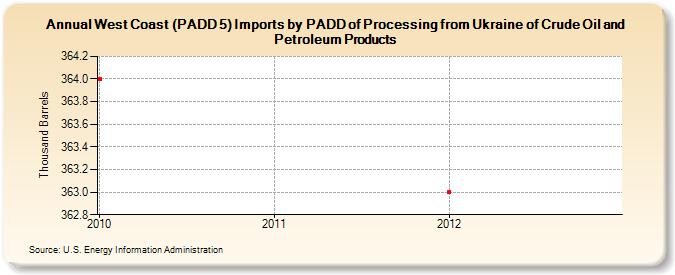 Annual West Coast (PADD 5) Imports by PADD of Processing from Ukraine of Crude Oil and
Petroleum Products
Thousand Barrels
364.2
364.0
363.8
363.6
363.4
363.2
363.0
362.8
2010
2011
2012
Source: U.S. Energy Information Administration